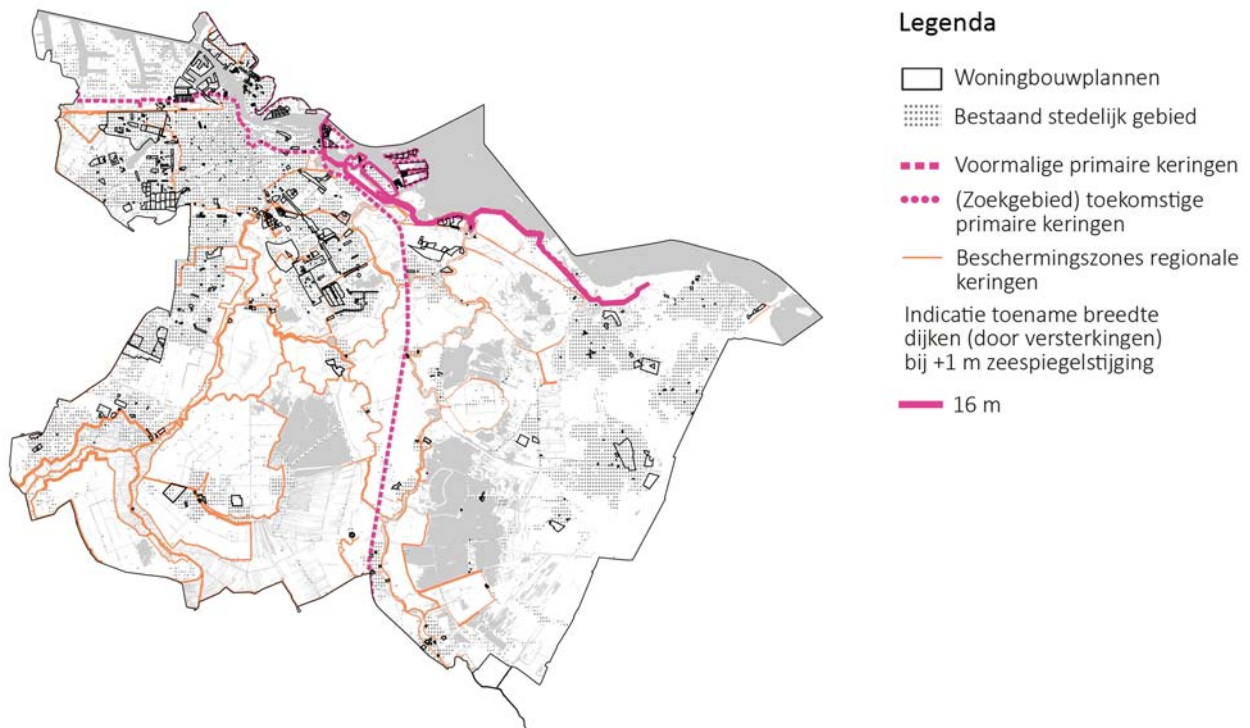 Legenda
Woningbouwplannen
Bestaand stedelijk gebied
Voormalige primaire keringen
(Zoekgebied) toekomstige
primaire keringen
Beschermingszones regionale
keringen
Indicatie toename breedte
dijken (door versterkingen)
bij +1 m zeespiegelstijging
16 m